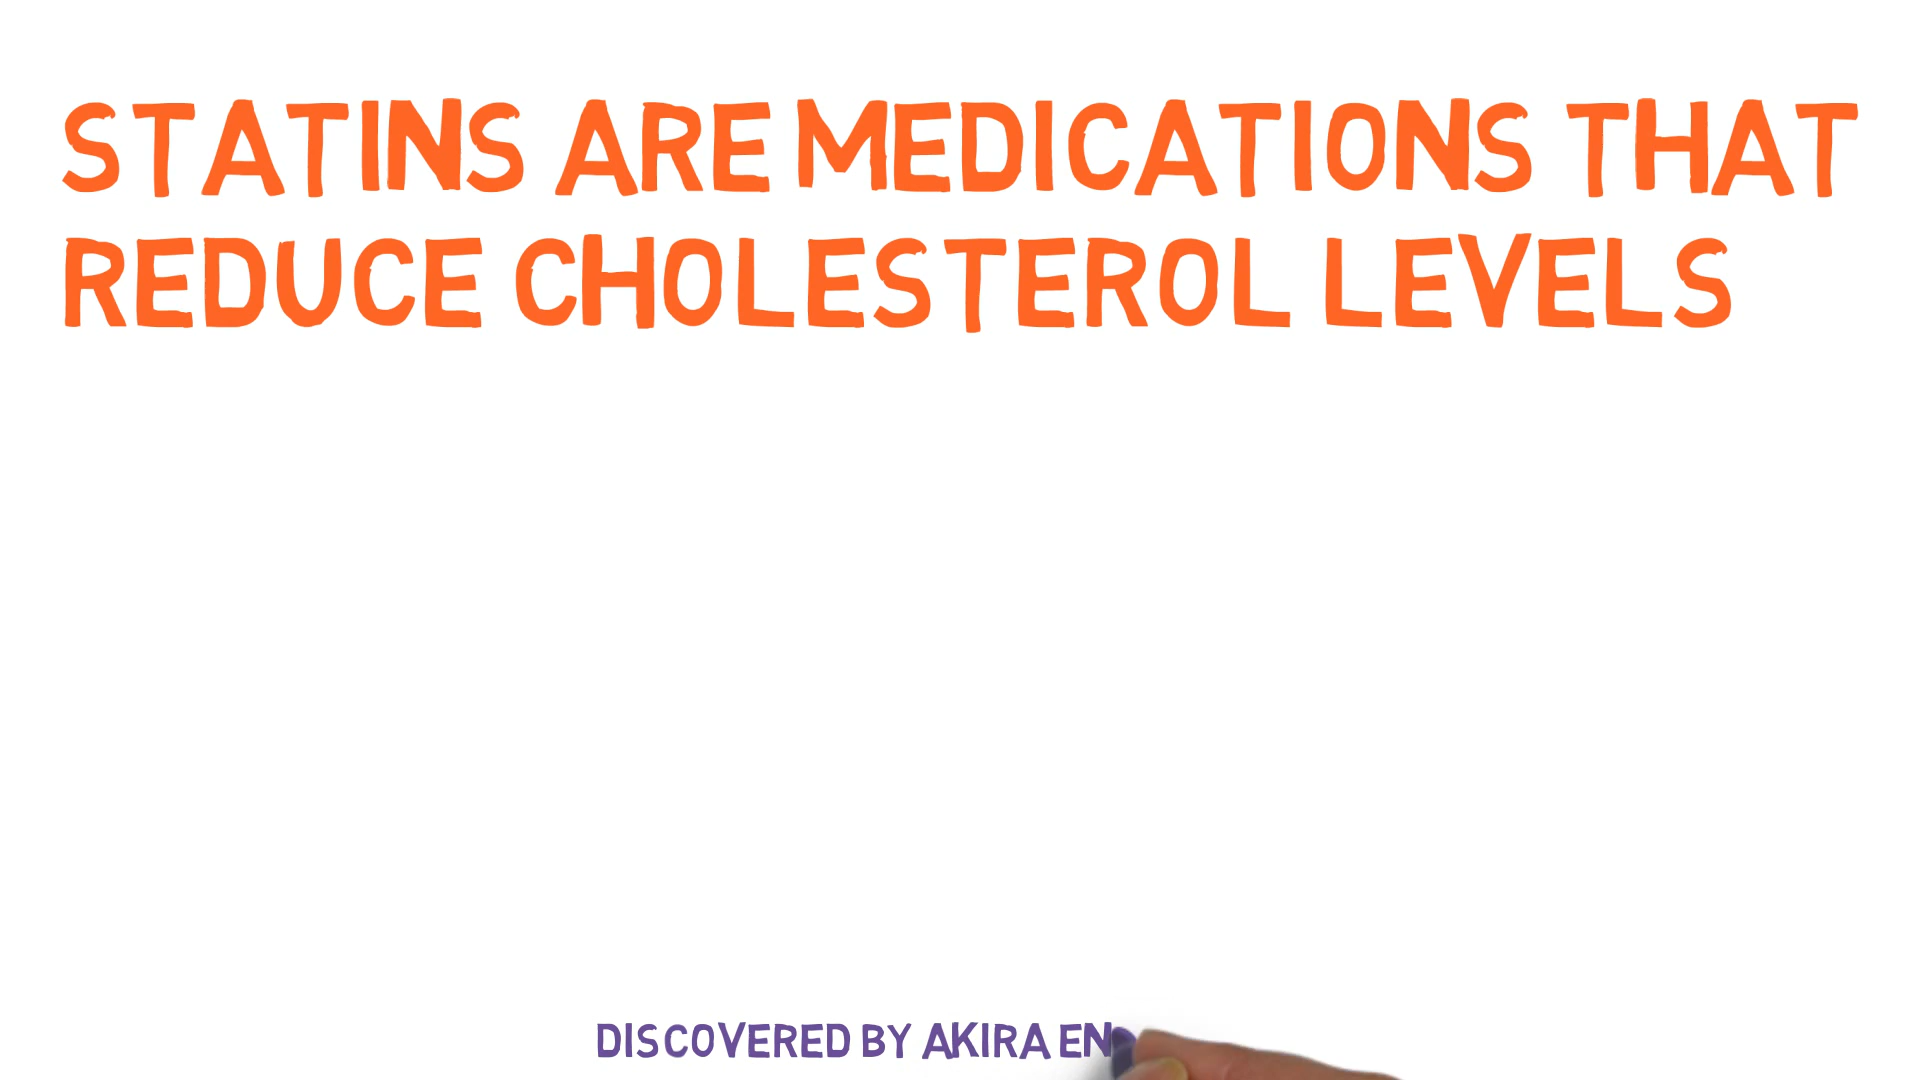 STATINS ARE MEDICATIONS THAT
REDUCE CHOLESTEROL LEVELS
DISCOVERED BY AKIRA EN